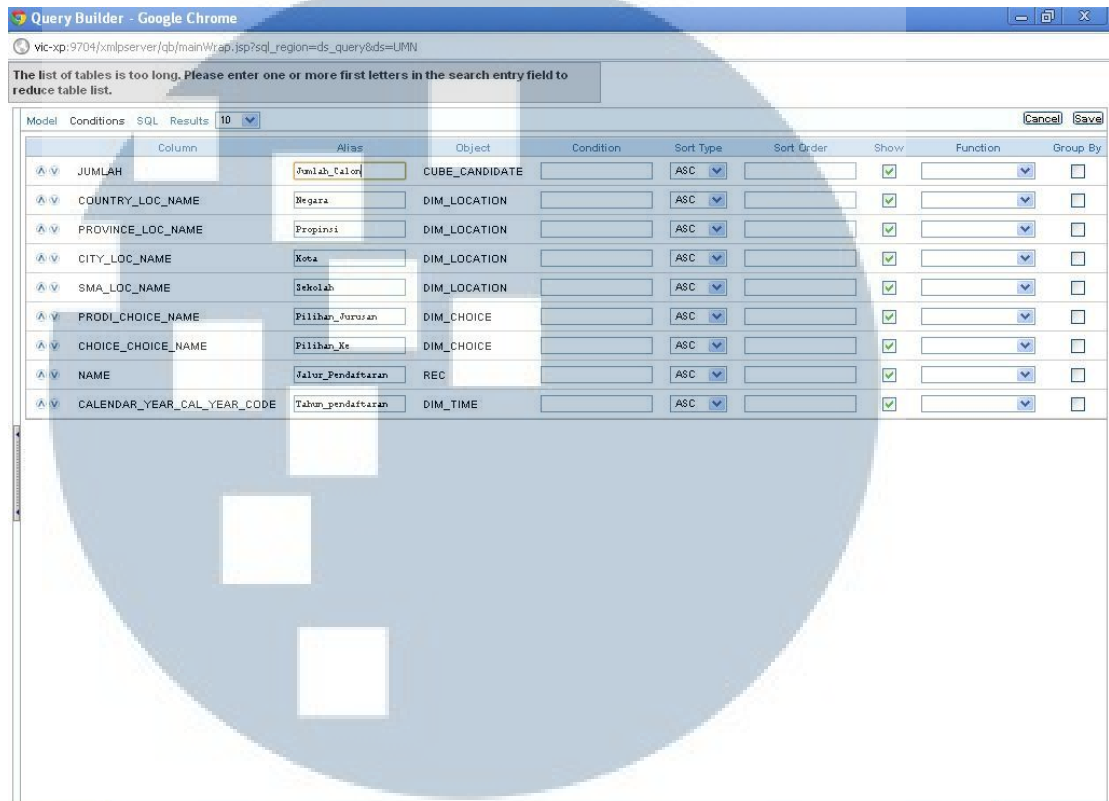 Query Builder - Google Chrome
vic-xp:9704/xmlpserver/qb/mainWrap.jsp?sql_region=ds_query&ds=UMN
The list of tables is too long. Please enter one or more first letters in the search entry field to
reduce table list.
Model Conditions SQL Results 10 Cancel Save
Column Alias Object Condition Sort Type Sort Order Show Function Group By
JUMLAH Jumlah_Calon CUBE_CANDIDATE ASC
COUNTRY_LOC_NAME Negara DIM_LOCATION ASC
PROVINCE_LOC_NAME Propinsi DIM_LOCATION ASC
CITY_LOC_NAME Kota DIM_LOCATION ASC
SMA_LOC_NAME Sekolah DIM_LOCATION ASC
PRODI_CHOICE_NAME Pilihan_Jurusan DIM_CHOICE ASC
CHOICE_CHOICE_NAME Pilihan_Ke DIM_CHOICE ASC
NAME Jalur_Pendaftaran REC ASC
CALENDAR_YEAR_CAL_YEAR_CODE Tahun_pendaftaran DIM_TIME ASC